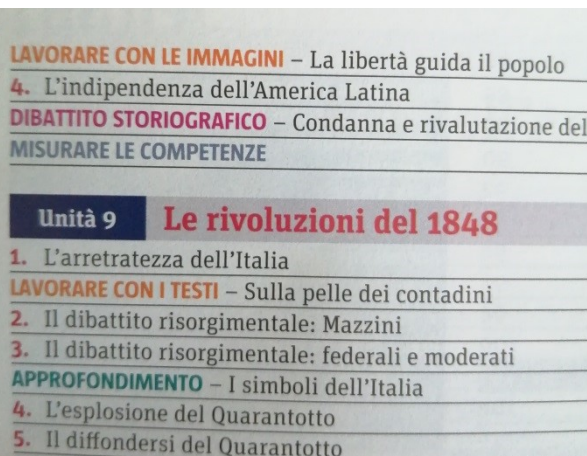 LAVORARE CON LE IMMAGINI – La libertà guida il popolo
4. L'indipendenza dell'America Latina
DIBATTITO STORIOGRAFICO – Condanna e rivalutazione del
MISURARE LE COMPETENZE
Unità 9 Le rivoluzioni del 1848
1. L'arretratezza dell'Italia
LAVORARE CON I TESTI – Sulla pelle dei contadini
2. Il dibattito risorgimentale: Mazzini
3. Il dibattito risorgimentale: federali e moderati
APPROFONDIMENTO – I simboli dell'Italia
4. L'esplosione del Quarantotto
5. Il diffondersi del Quarantotto